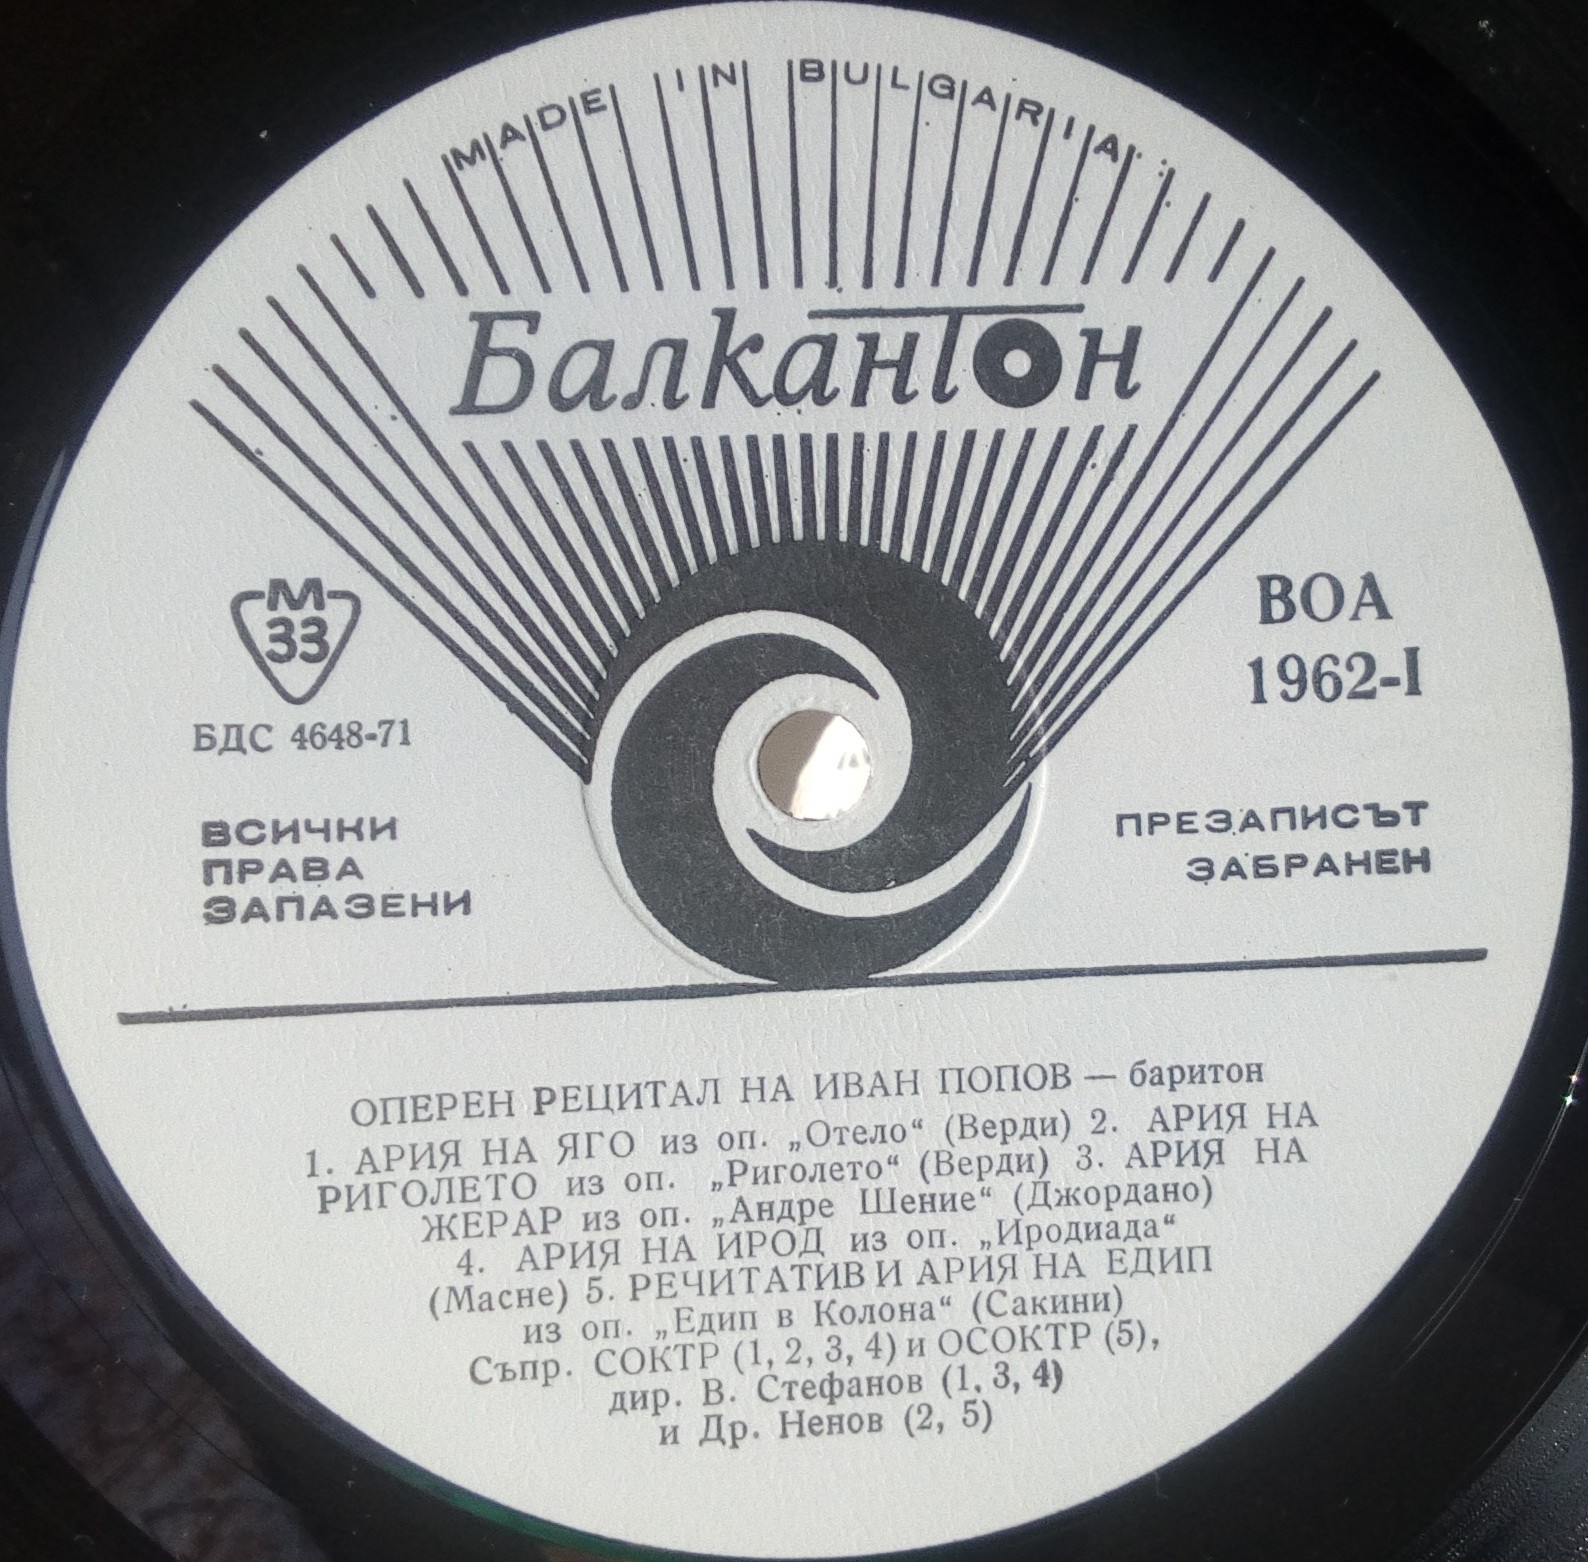 MADE IN BULGARIA
Балкантон
М
33
БДС 4648-71
ВОА
1962-I
ВСИЧКИ
ПРАВА
ЗАПАЗЕНИ
ПРЕЗАПИСЪТ
ЗАБРАНЕН
ОПЕРЕН РЕЦИТАЛ НА ИВАН ПОПОВ — баритон
1. АРИЯ НА ЯГО из оп. „Отело“ (Верди) 2. АРИЯ НА
РИГОЛЕТО из оп. „Риголето“ (Верди) 3. АРИЯ НА
ЖЕРАР из оп. „Андре Шение“ (Джордано)
4. АРИЯ НА ИРОД из оп. „Иродиада“
(Масне) 5. РЕЧИТАТИВ И АРИЯ НА ЕДИП
из оп. „Едип в Колона“ (Сакини)
Съпр. СОКТР (1, 2, 3, 4) и ОСОКТР (5),
дир. В. Стефанов (1, 3, 4)
и Др. Ненов (2, 5)